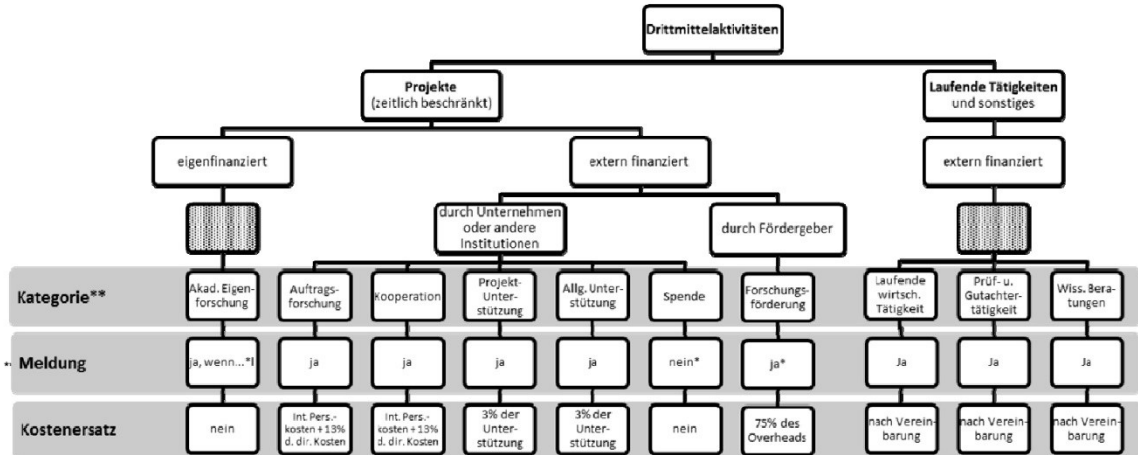 Drittmittelaktivitäten
Projekte
(zeitlich beschränkt)
Laufende Tätigkeiten
und sonstiges
eigenfinanziert
extern finanziert
extern finanziert
durch Unternehmen
oder andere
Institutionen
durch Fördergeber
Kategorie**
Akad. Eigen-
forschung
Auftrags-
forschung
Kooperation
Projekt-
Unter-
stützung
Allg. Unter-
stützung
Spende
Forschungs-
förderung
Laufende
wirtsch.
Tätigkeit
Prüf- u.
Gutachter-
tätigkeit
Wiss. Bera-
tungen
Meldung
ja, wenn...*I
ja
ja
ja
ja
nein*
ja*
Ja
Ja
Ja
Kostenersatz
nein
Int. Pers.-
kosten + 13%
d. dir. Kosten
Int. Pers.-
kosten + 13%
d. dir. Kosten
3% der
Unter-
stützung
3% der
Unter-
stützung
nein
75% des
Overheads
nach Verein-
barung
nach Verein-
barung
nach Verein-
barung